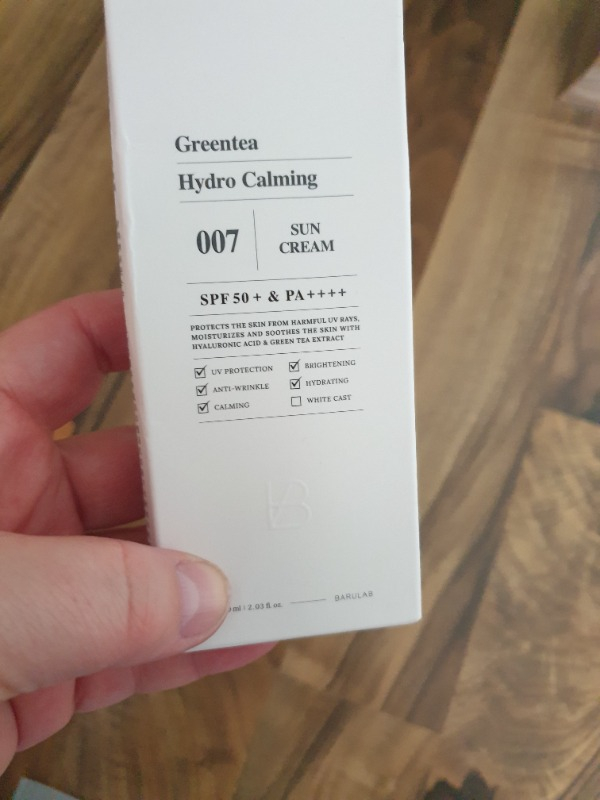 Greentea
Hydro Calming
007
SUN
CREAM
SPF 50+ & PA++++
PROTECTS THE SKIN FROM HARMFUL UV RAYS,
MOISTURIZES AND SOOTHES THE SKIN WITH
HYALURONIC ACID & GREEN TEA EXTRACT
UV PROTECTION
BRIGHTENING
ANTI-WRINKLE
HYDRATING
CALMING
WHITE CAST
ml | 2.03 fl.oz.
BARULAB